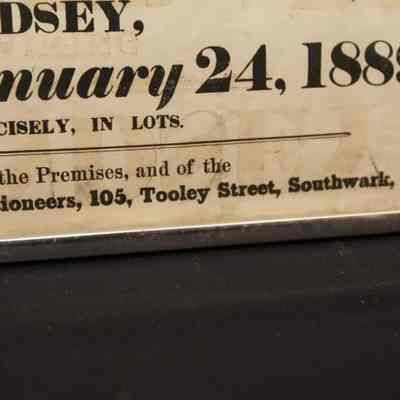 DSEY,
nuary 24, 188
CISELY, IN LOTS.
the Premises, and of the
ioneers, 105, Tooley Street, Southwark,